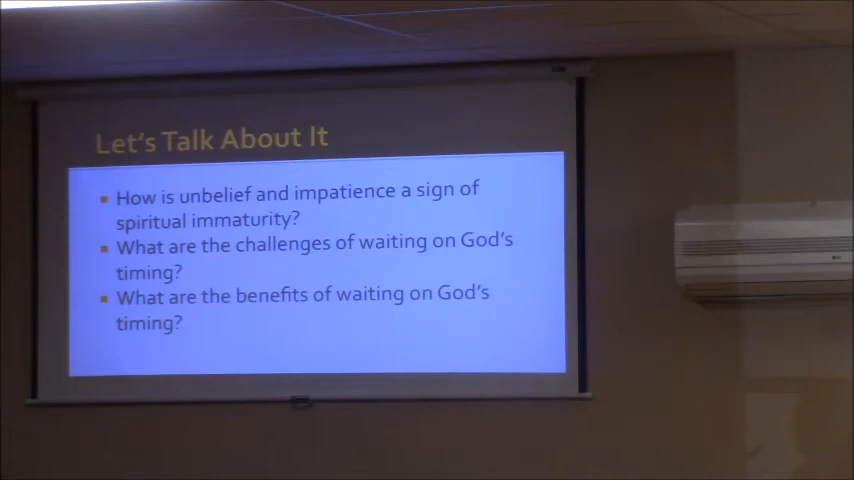 Let's Talk About It
▪ How is unbelief and impatience a sign of
spiritual immaturity?
▪ What are the challenges of waiting on God's
timing?
▪ What are the benefits of waiting on God's
timing?